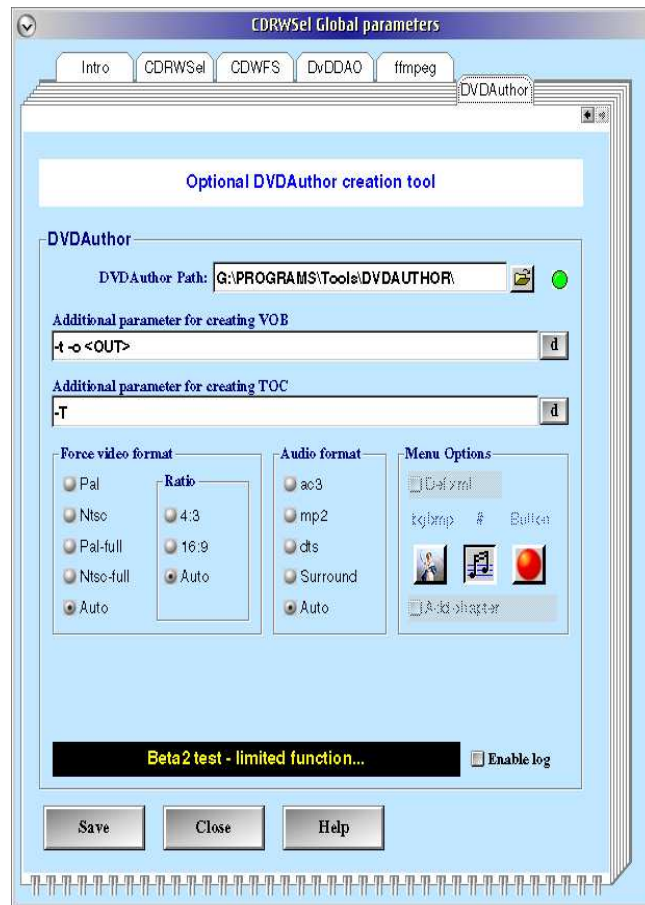 CDRWSel Global parameters
Intro CDRWSel CDWFS DvDDAO ffmpeg
DVDAuthor
Optional DVDAuthor creation tool
DVDAuthor
DVDAuthor Path: G:\PROGRAMS\Tools\DVDAUTHOR\
Additional parameter for creating VOB
-t -o <OUT> d
Additional parameter for creating TOC
-T d
Force video format
Pal
Ntsc
Pal-full
Ntsc-full
Auto
Ratio
4:3
16:9
Auto
Audio format
ac3
mp2
dts
Surround
Auto
Menu Options
# Button
Add chapter
Beta2 test - limited function...
Enable log
Save Close Help